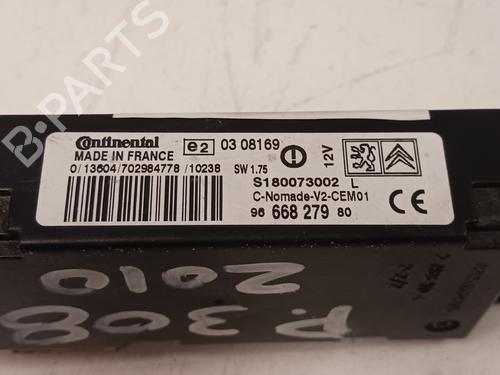 B-PARTS
Continental e2 03 08169 12V
MADE IN FRANCE
0/13604/702984778 /10238 SW 1.75
S180073002 L
C-Nomade-V2-CEM01
96 668 279 80 CE
P.308
2010